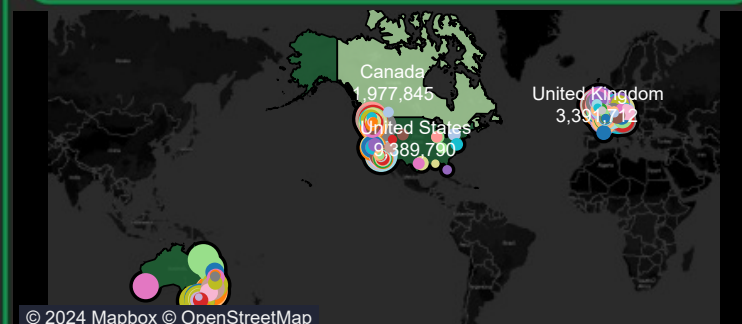 Canada
1,977,845
United Kingdom
3,391,712
United States
9,389,790
© 2024 Mapbox © OpenStreetMap